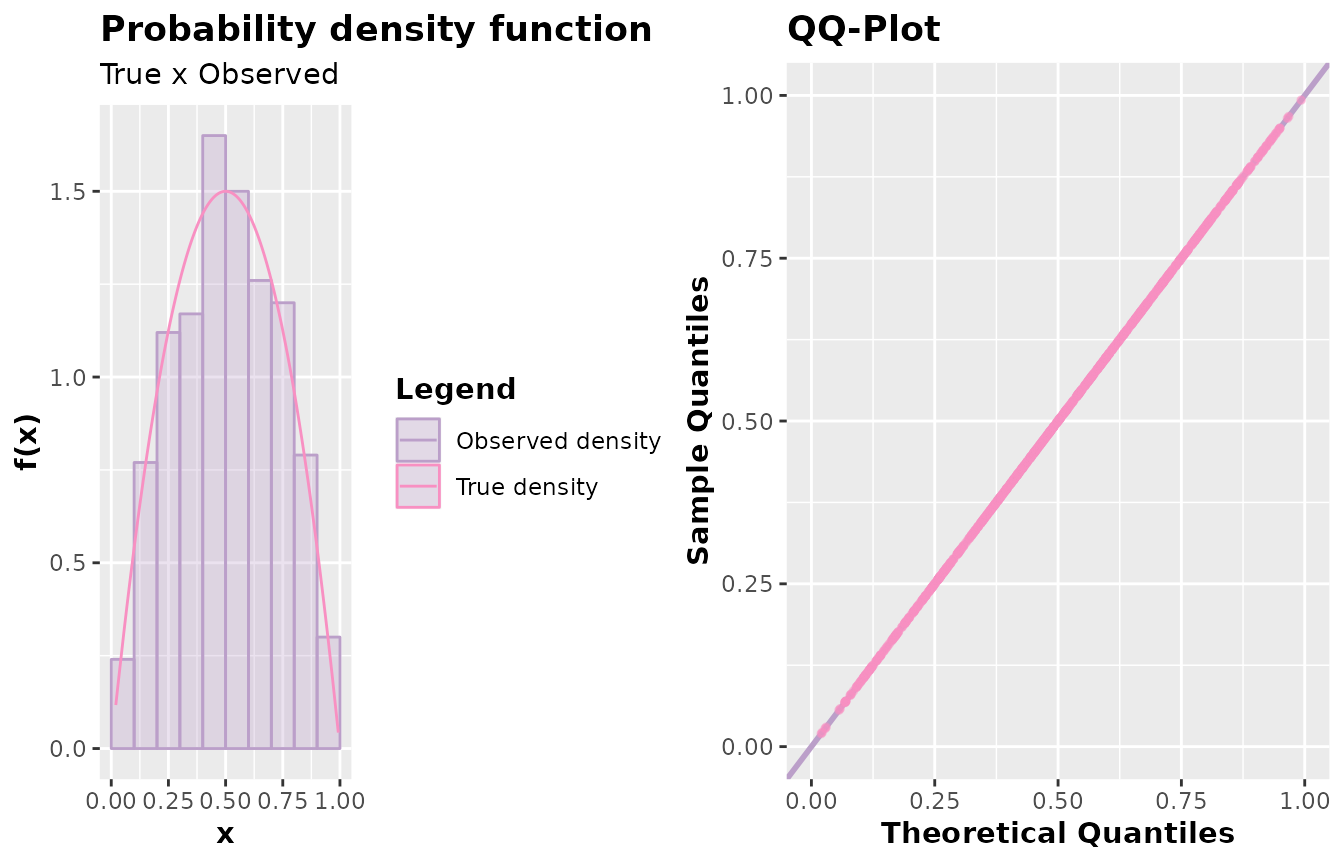 Probability density function
True x Observed
f(x)
1.5
1.0
0.5
0.0
0.00 0.25 0.50 0.75 1.00
x
Legend
Observed density
True density
QQ-Plot
Sample Quantiles
1.00
0.75
0.50
0.25
0.00
0.00 0.25 0.50 0.75 1.00
Theoretical Quantiles